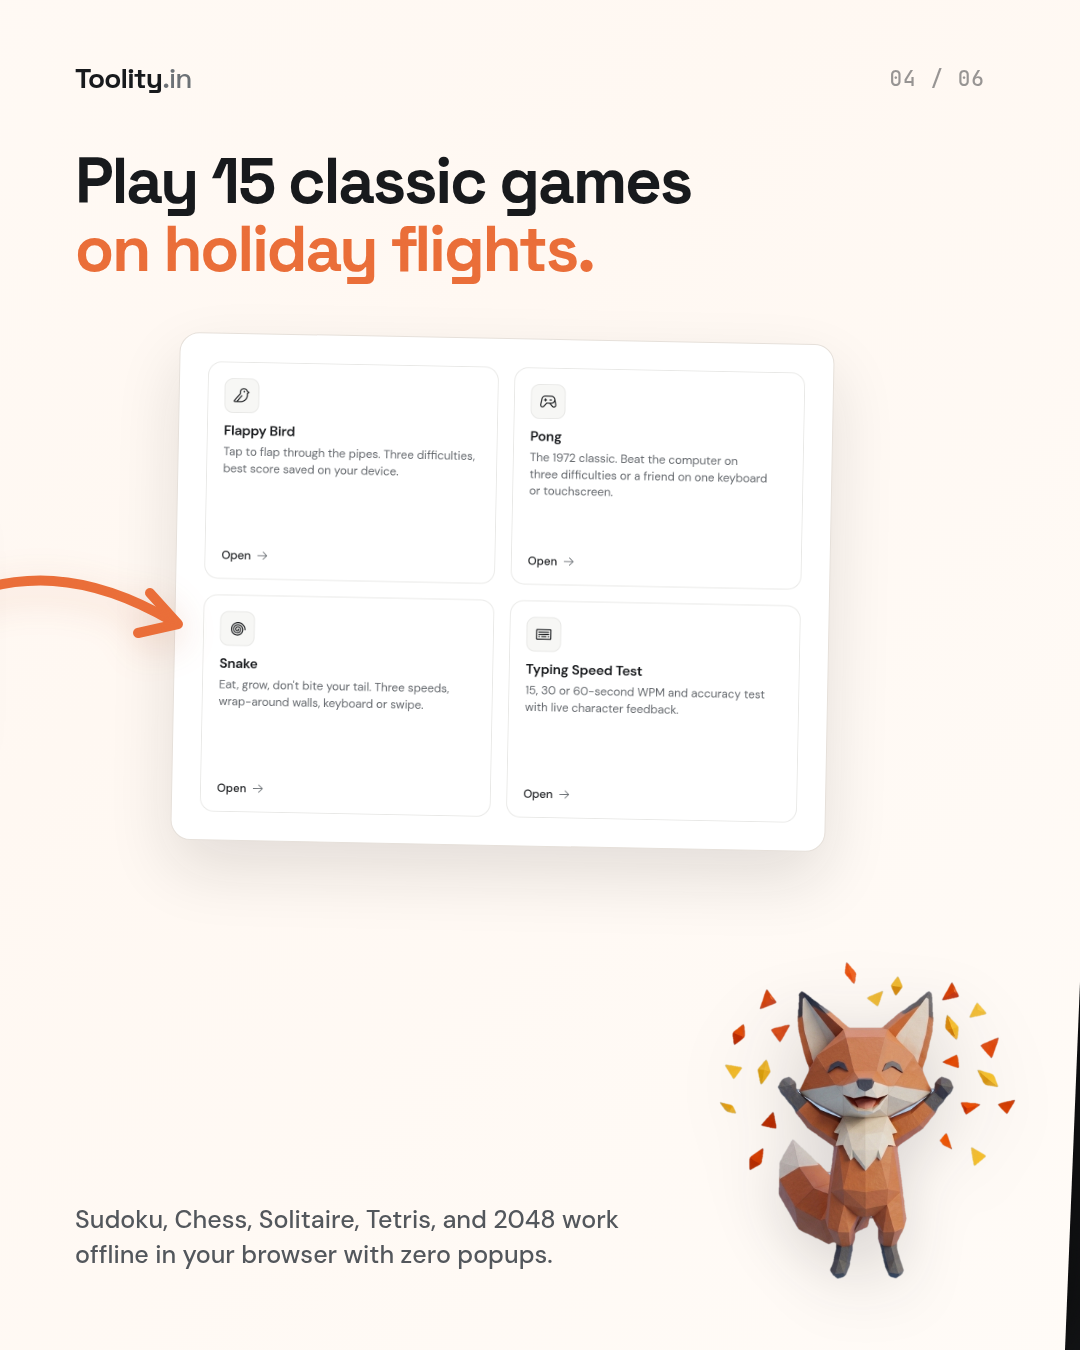 Toolity.in
04 / 06
Play 15 classic games
on holiday flights.
Flappy Bird
Tap to flap through the pipes. Three difficulties,
best score saved on your device.
Open →
Pong
The 1972 classic. Beat the computer on
three difficulties or a friend on one keyboard
or touchscreen.
Open →
Snake
Eat, grow, don't bite your tail. Three speeds,
wrap-around walls, keyboard or swipe.
Open →
Typing Speed Test
15, 30 or 60-second WPM and accuracy test
with live character feedback.
Open →
Sudoku, Chess, Solitaire, Tetris, and 2048 work
offline in your browser with zero popups.